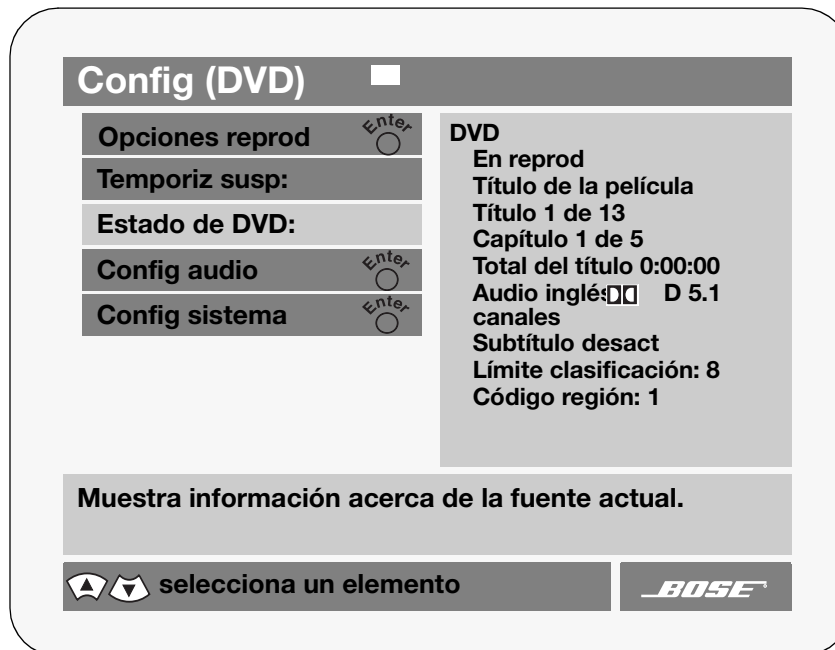 Config (DVD)
Opciones reprod Enter
Temporiz susp:
Estado de DVD:
Config audio Enter
Config sistema Enter
DVD
En reprod
Título de la película
Título 1 de 13
Capítulo 1 de 5
Total del título 0:00:00
Audio inglés D 5.1
canales
Subtítulo desact
Límite clasificación: 8
Código región: 1
Muestra información acerca de la fuente actual.
selecciona un elemento
BOSE